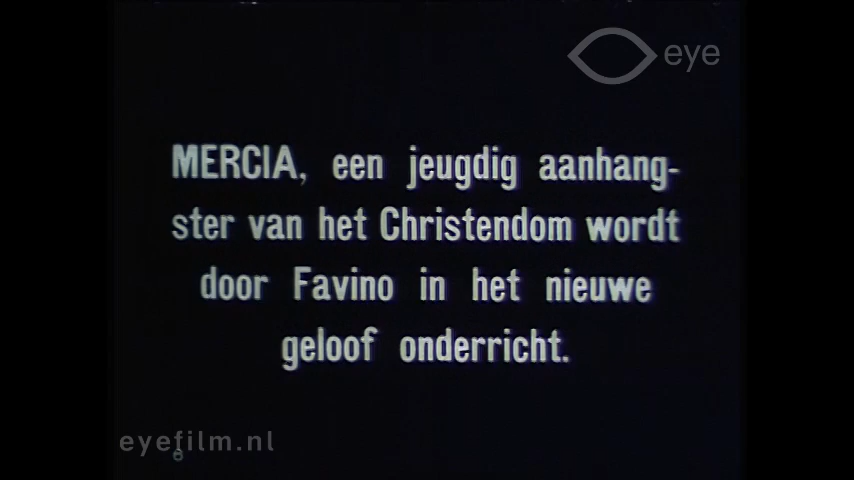 eye
MERCIA, een jeugdig aanhang-
ster van het Christendom wordt
door Favino in het nieuwe
geloof onderricht.
eyefilm.nl